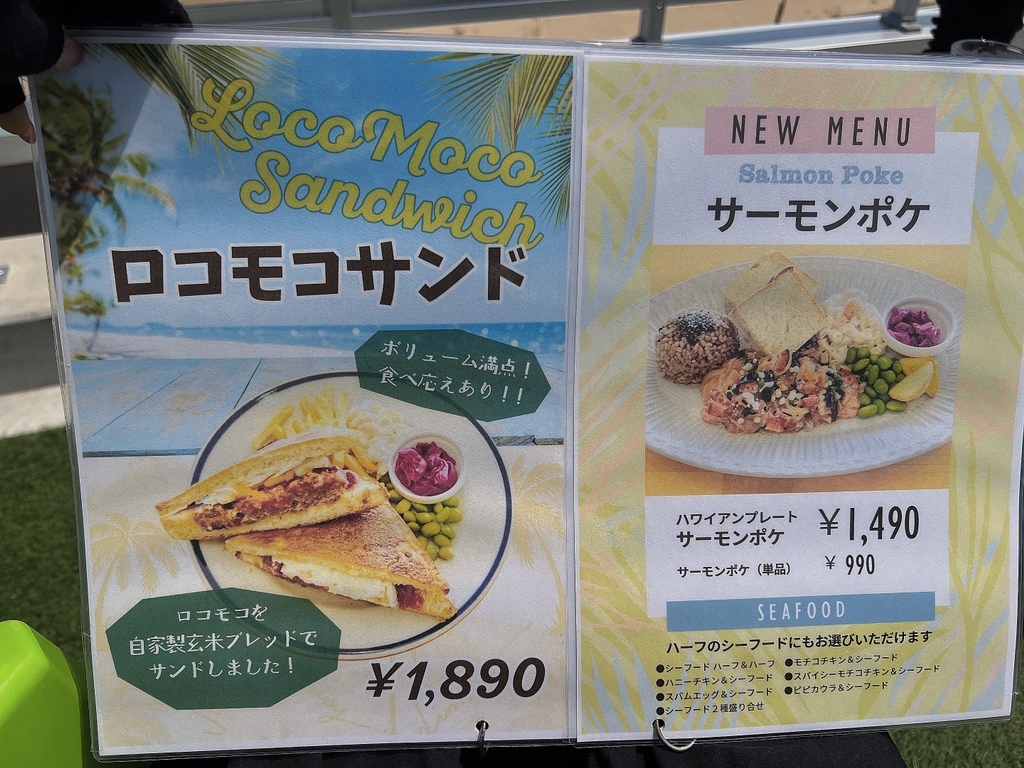 Loco Moco
Sandwich
ロコモコサンド
ボリューム満点！
食べ応えあり！！
ロコモコを
自家製玄米ブレッドで
サンドしました！
¥1,890
NEW MENU
Salmon Poke
サーモンポケ
ハワイアンプレート
サーモンポケ ¥1,490
サーモンポケ（単品） ¥ 990
SEAFOOD
ハーフのシーフードにもお選びいただけます
●シーフード ハーフ＆ハーフ ●モチコチキン＆シーフード
●ハニーチキン＆シーフード ●スパイシーモチコチキン＆シーフード
●スパムエッグ＆シーフード ●ピピカウラ＆シーフード
●シーフード２種盛り合せ